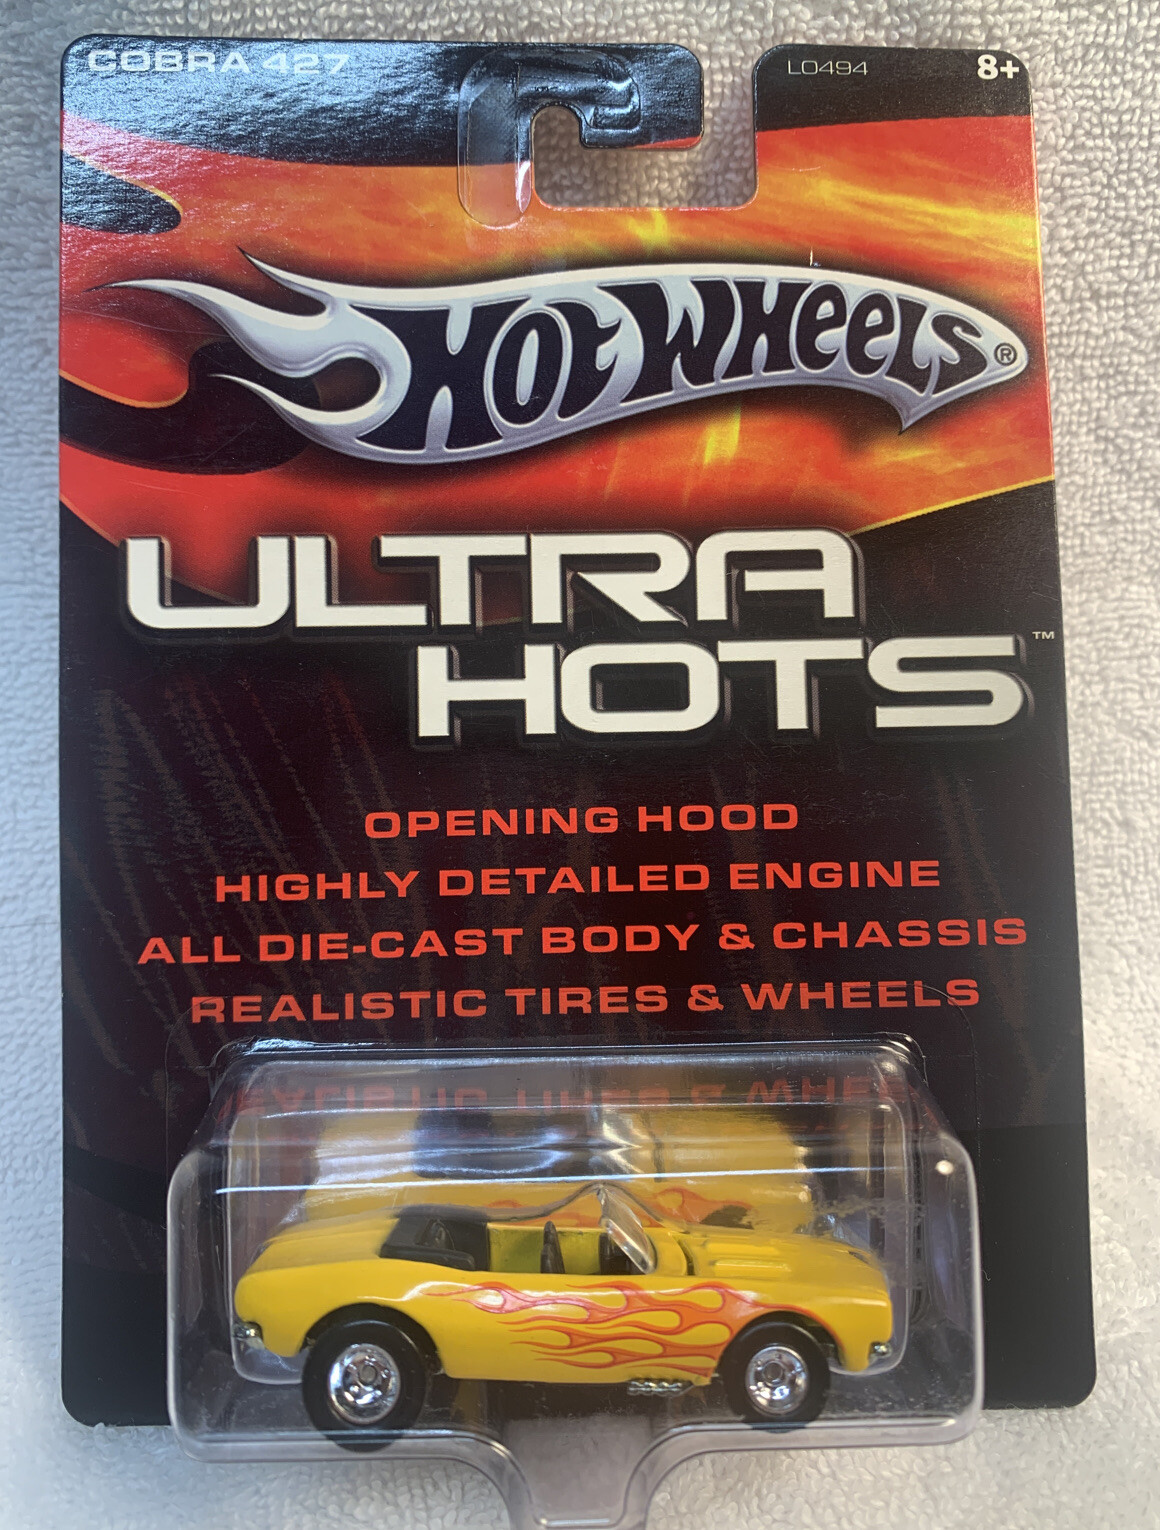 COBRA 427
L0494
8+
HOT WHEELS®
ULTRA
HOTS™
OPENING HOOD
HIGHLY DETAILED ENGINE
ALL DIE-CAST BODY & CHASSIS
REALISTIC TIRES & WHEELS